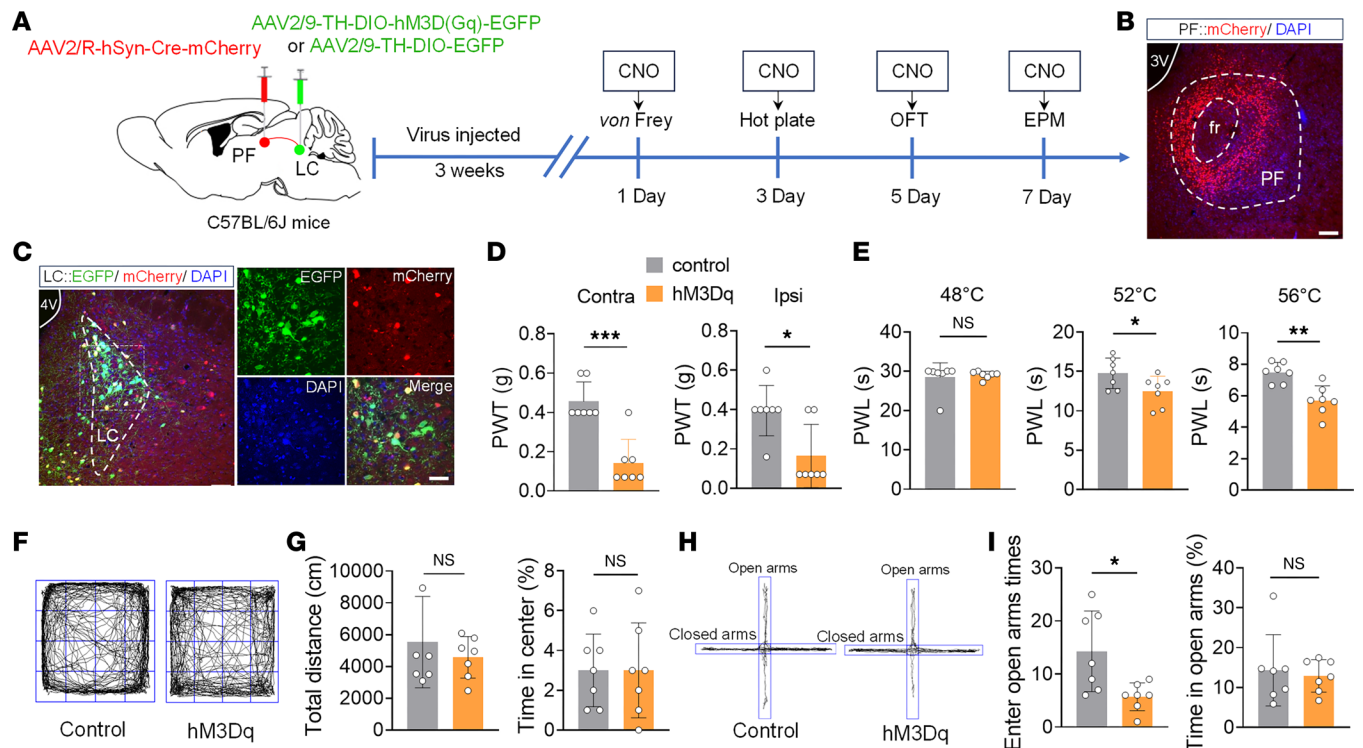 A
AAV2/R-hSyn-Cre-mCherry
AAV2/9-TH-DIO-hM3D(Gq)-EGFP
or AAV2/9-TH-DIO-EGFP
PF
LC
C57BL/6J mice
Virus injected
3 weeks
CNO
CNO
CNO
CNO
von Frey
Hot plate
OFT
EPM
1 Day
3 Day
5 Day
7 Day
B
PF::mCherry/ DAPI
3V
fr
PF
C
LC::EGFP/ mCherry/ DAPI
4V
LC
EGFP
mCherry
DAPI
Merge
D
control
hM3Dq
Contra
PWT (g)
0.8
0.6
0.4
0.2
0.0
***
Ipsi
PWT (g)
0.8
0.6
0.4
0.2
0.0
*
E
48°C
PWL (s)
40
30
20
10
0
NS
52°C
PWL (s)
20
15
10
5
0
*
56°C
PWL (s)
10
8
6
4
2
0
**
F
Control
hM3Dq
G
Total distance (cm)
10000
8000
6000
4000
2000
0
NS
Time in center (%)
8
6
4
2
0
NS
H
Open arms
Closed arms
Control
Open arms
Closed arms
hM3Dq
I
Enter open arms times
30
20
10
0
*
Time in open arms (%)
40
30
20
10
0
NS